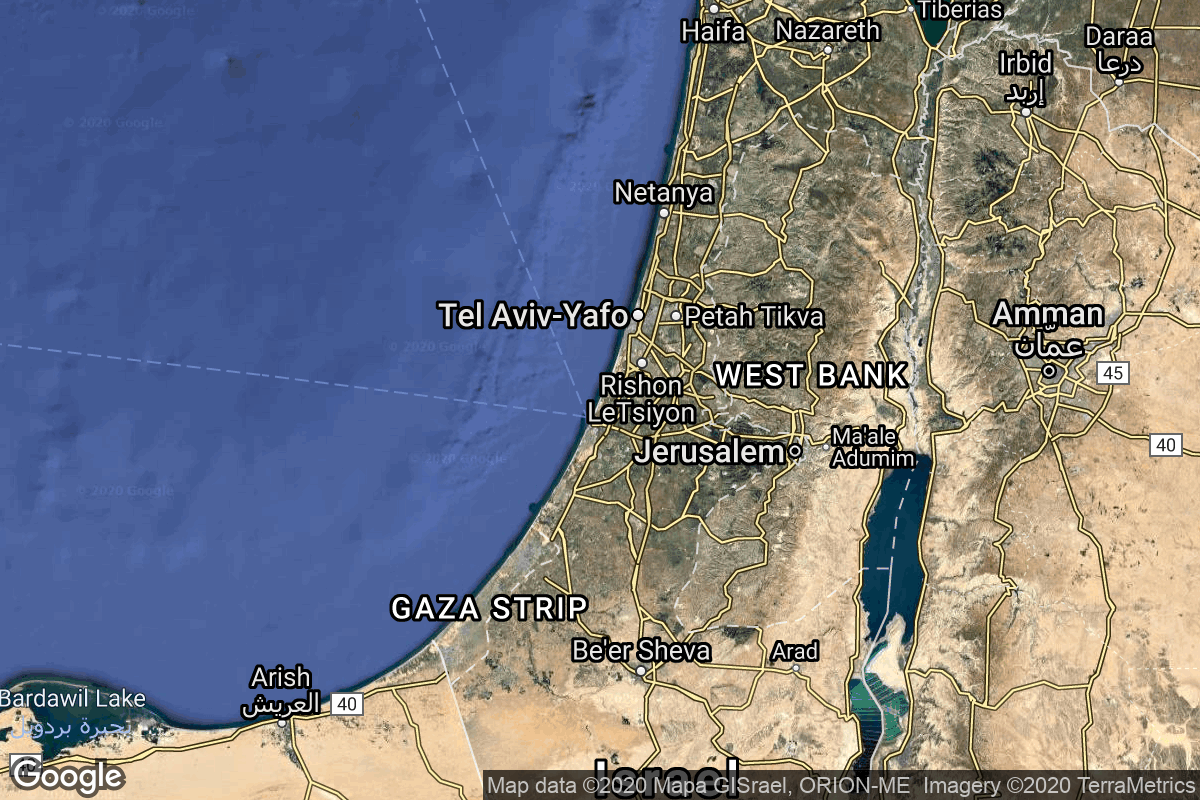 © 2020 Google
Tiberias
Haifa
Nazareth
Daraa
درعا
Irbid
إربد
© 2020 Google
Netanya
Tel Aviv-Yafo
Petah Tikva
Amman
عمّان
© 2020 Google
45
WEST BANK
Rishon
LeTsiyon
Ma'ale
Adumim
Jerusalem
40
© 2020 Google
© 2020 Google
GAZA STRIP
Be'er Sheva
Arad
Arish
العريش
40
Bardawil Lake
بحيرة بردويل
Israel
Google
Map data ©2020 Mapa GISrael, ORION-ME Imagery ©2020 TerraMetrics